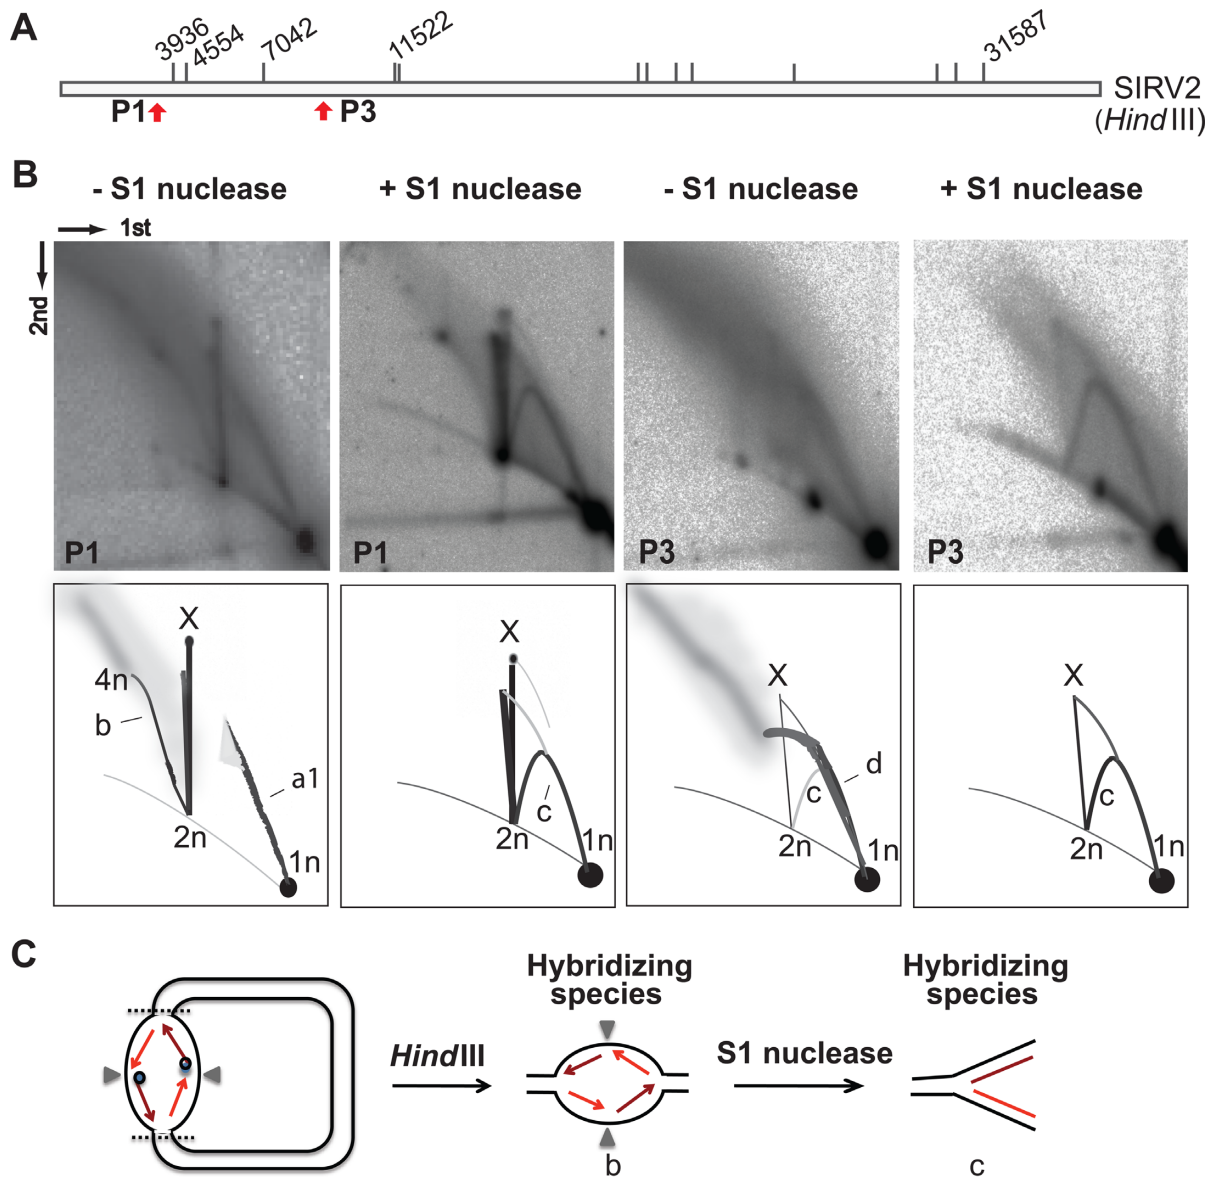 A
3936
4554
7042
11522
31587
P1
P3
SIRV2
(Hind III)
B
- S1 nuclease
+ S1 nuclease
- S1 nuclease
+ S1 nuclease
1st
2nd
P1
P1
P3
P3
X
4n
b
a1
2n
1n
X
c
2n
1n
X
d
c
2n
1n
X
c
2n
1n
C
Hybridizing
species
Hybridizing
species
HindIII
S1 nuclease
b
c